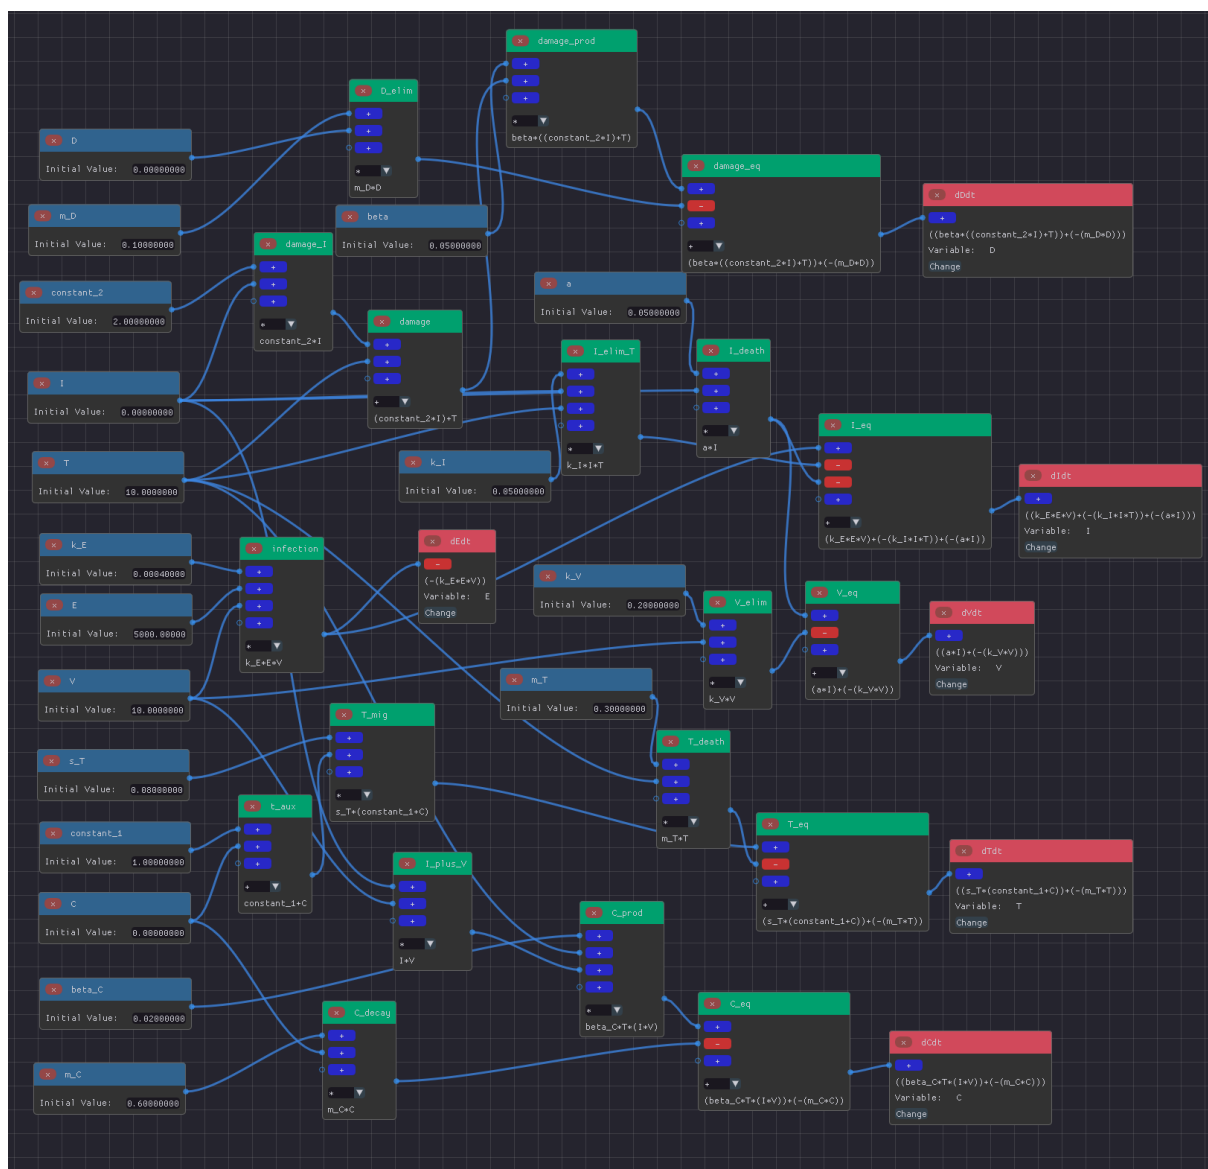 damage_prod
+
+
+
*
beta*((constant_2*I)+T)
D_elim
+
+
+
*
m_D*D
D
Initial Value: 0.00000000
m_D
Initial Value: 0.10000000
beta
Initial Value: 0.05000000
damage_eq
+
-
+
+
(beta*((constant_2*I)+T))+(-(m_D*D))
dDdt
+
((beta*((constant_2*I)+T))+(-(m_D*D)))
Variable: D
Change
damage_I
+
+
+
*
constant_2*I
constant_2
Initial Value: 2.00000000
a
Initial Value: 0.05000000
damage
+
+
+
+
(constant_2*I)+T
I
Initial Value: 0.00000000
I_elim_T
+
+
+
+
*
k_I*I*T
I_death
+
+
+
*
a*I
T
Initial Value: 10.0000000
k_I
Initial Value: 0.05000000
I_eq
+
-
-
+
+
(k_E*E*V)+(-(k_I*I*T))+(-(a*I))
dIdt
+
((k_E*E*V)+(-(k_I*I*T))+(-(a*I)))
Variable: I
Change
k_E
Initial Value: 0.00040000
infection
+
+
+
+
*
k_E*E*V
dEdt
-
(-(k_E*E*V))
Variable: E
Change
E
Initial Value: 5000.00000
k_V
Initial Value: 0.20000000
V_elim
+
+
+
*
k_V*V
V_eq
+
-
+
+
(a*I)+(-(k_V*V))
dVdt
+
((a*I)+(-(k_V*V)))
Variable: V
Change
V
Initial Value: 10.0000000
m_T
Initial Value: 0.30000000
T_mig
+
+
+
*
s_T*(constant_1+C)
s_T
Initial Value: 0.08000000
T_death
+
+
+
*
m_T*T
t_aux
+
+
+
+
constant_1+C
constant_1
Initial Value: 1.00000000
T_eq
+
-
+
+
(s_T*(constant_1+C))+(-(m_T*T))
dTdt
+
((s_T*(constant_1+C))+(-(m_T*T)))
Variable: T
Change
C
Initial Value: 0.00000000
I_plus_V
+
+
+
*
I*V
C_prod
+
+
+
+
*
beta_C*T*(I*V)
beta_C
Initial Value: 0.02000000
C_decay
+
+
+
*
m_C*C
C_eq
+
-
+
+
(beta_C*T*(I*V))+(-(m_C*C))
dCdt
+
((beta_C*T*(I*V))+(-(m_C*C)))
Variable: C
Change
m_C
Initial Value: 0.60000000